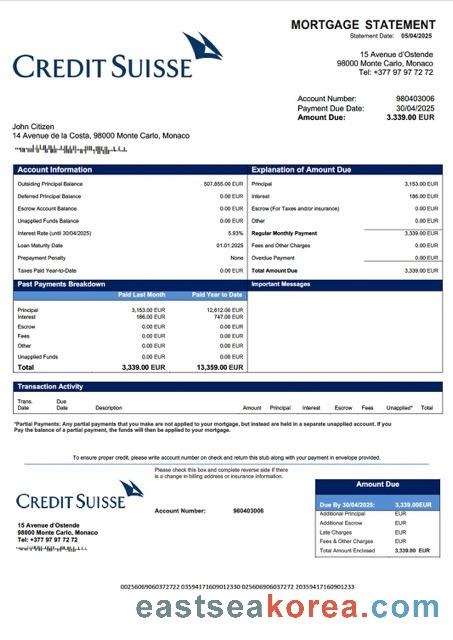 MORTGAGE STATEMENT
Statement Date: 05/04/2025
CREDIT SUISSE
15 Avenue d'Ostende
98000 Monte Carlo, Monaco
Tel: +377 97 97 72 72
Account Number: 980403006
Payment Due Date: 30/04/2025
Amount Due: 3.339.00 EUR
John Citizen
14 Avenue de la Costa, 98000 Monte Carlo, Monaco
Account Information
Outsiding Principal Balance 507,855.00 EUR
Deferred Principal Balance 0.00 EUR
Escrow Account Balance 0.00 EUR
Unapplied Funds Balance 0.00 EUR
Interest Rate (until 30/04/2025) 5.93%
Loan Maturity Date 01.01.2025
Prepayment Penalty None
Taxes Paid Year-to-Date 0.00 EUR
Explanation of Amount Due
Principal 3,153.00 EUR
Interest 186.00 EUR
Escrow (For Taxes and/or insurance) 0.00 EUR
Other 0.00 EUR
Regular Monthly Payment 3,339.00 EUR
Fees and Other Charges 0.00 EUR
Overdue Payment 0.00 EUR
Total Amount Due 3,339.00 EUR
Past Payments Breakdown
Paid Last Month Paid Year to Date
Principal 3,153.00 EUR 12,612.00 EUR
Interest 186.00 EUR 747.00 EUR
Escrow 0.00 EUR 0.00 EUR
Fees 0.00 EUR 0.00 EUR
Other 0.00 EUR 0.00 EUR
Unapplied Funds 0.00 EUR 0.00 EUR
Total 3,339.00 EUR 13,359.00 EUR
Important Messages
Transaction Activity
Trans. Date Due Date Description Amount Principal Interest Escrow Fees Unapplied* Total
*Partial Payments: Any partial payments that you make are not applied to your mortgage, but instead are held in a separate unapplied account. If you
Pay the balance of a partial payment, the funds will then be applied to your mortgage.
To ensure proper credit, please write account number on check and return this stub along with your payment in envelope provided.
Please check this box and complete reverse side if there
is a change in billing address or insurance information.
CREDIT SUISSE
Account Number: 980403006
15 Avenue d'Ostende
98000 Monte Carlo, Monaco
Tel: +377 97 97 72 72
Amount Due
Due By 30/04/2025: 3,339.00EUR
Additional Principal EUR
Additional Escrow EUR
Late Charges EUR
Fees & Other Charges EUR
Total Amount Enclosed 3,339.00 EUR
00256069060372722 03594171609012330 02560690603​7272 20359417160901233
eastseakorea.com